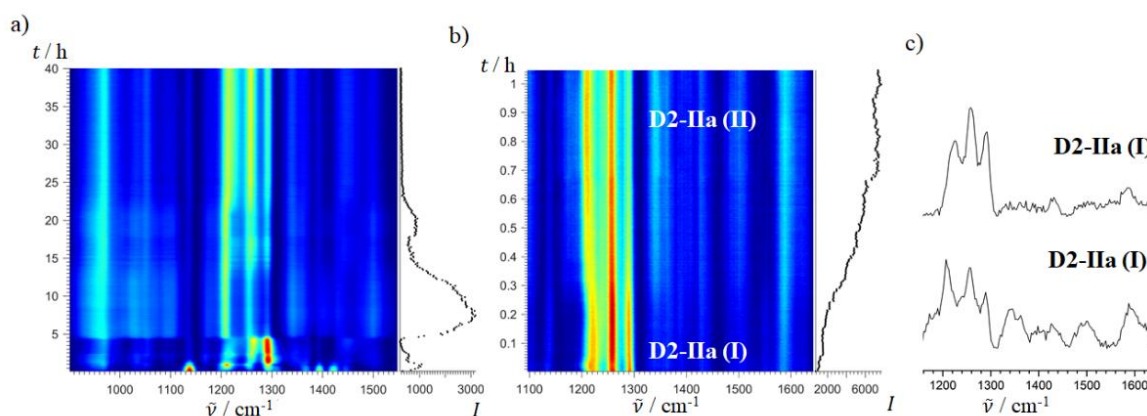 a)
t / h
40
35
30
25
20
15
10
5
1000 1100 1200 1300 1400 1500
1000 3000
ṽ / cm⁻¹
I
b)
t / h
1
0.9
0.8
0.7
0.6
0.5
0.4
0.3
0.2
0.1
D2-IIa (II)
D2-IIa (I)
1100 1200 1300 1400 1500 1600
2000 6000
ṽ / cm⁻¹
I
c)
D2-IIa (I
D2-IIa (I)
1200 1300 1400 1500 1600
ṽ / cm⁻¹